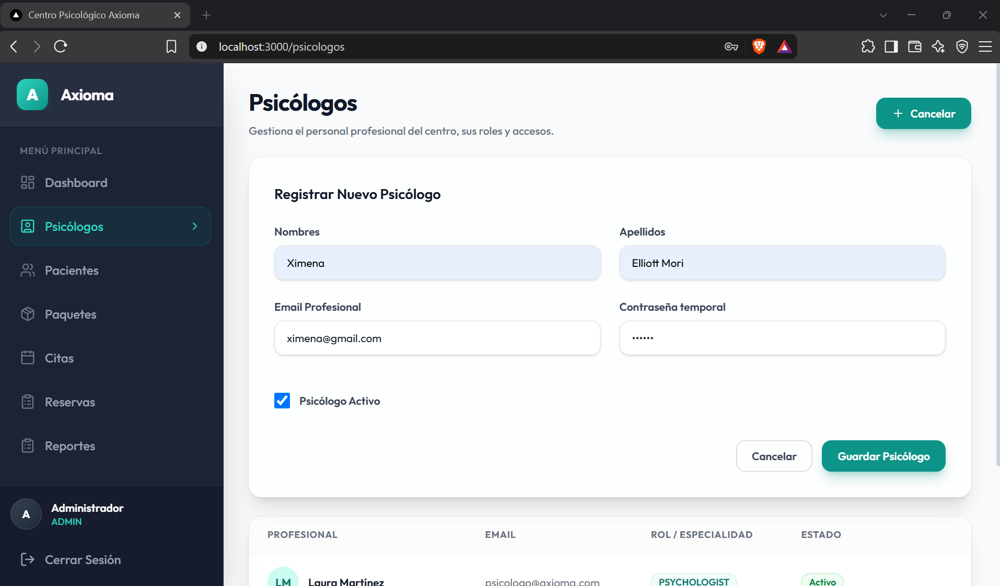 Centro Psicológico Axioma
localhost:3000/psicologos
A Axioma
MENÚ PRINCIPAL
Dashboard
Psicólogos
Pacientes
Paquetes
Citas
Reservas
Reportes
A
Administrador
ADMIN
Cerrar Sesión
Psicólogos
Gestiona el personal profesional del centro, sus roles y accesos.
+ Cancelar
Registrar Nuevo Psicólogo
Nombres
Ximena
Apellidos
Elliott Mori
Email Profesional
ximena@gmail.com
Contraseña temporal
••••••
Psicólogo Activo
Cancelar
Guardar Psicólogo
PROFESIONAL EMAIL ROL / ESPECIALIDAD ESTADO
LM Laura Martínez psicologo@axioma.com PSYCHOLOGIST Activo